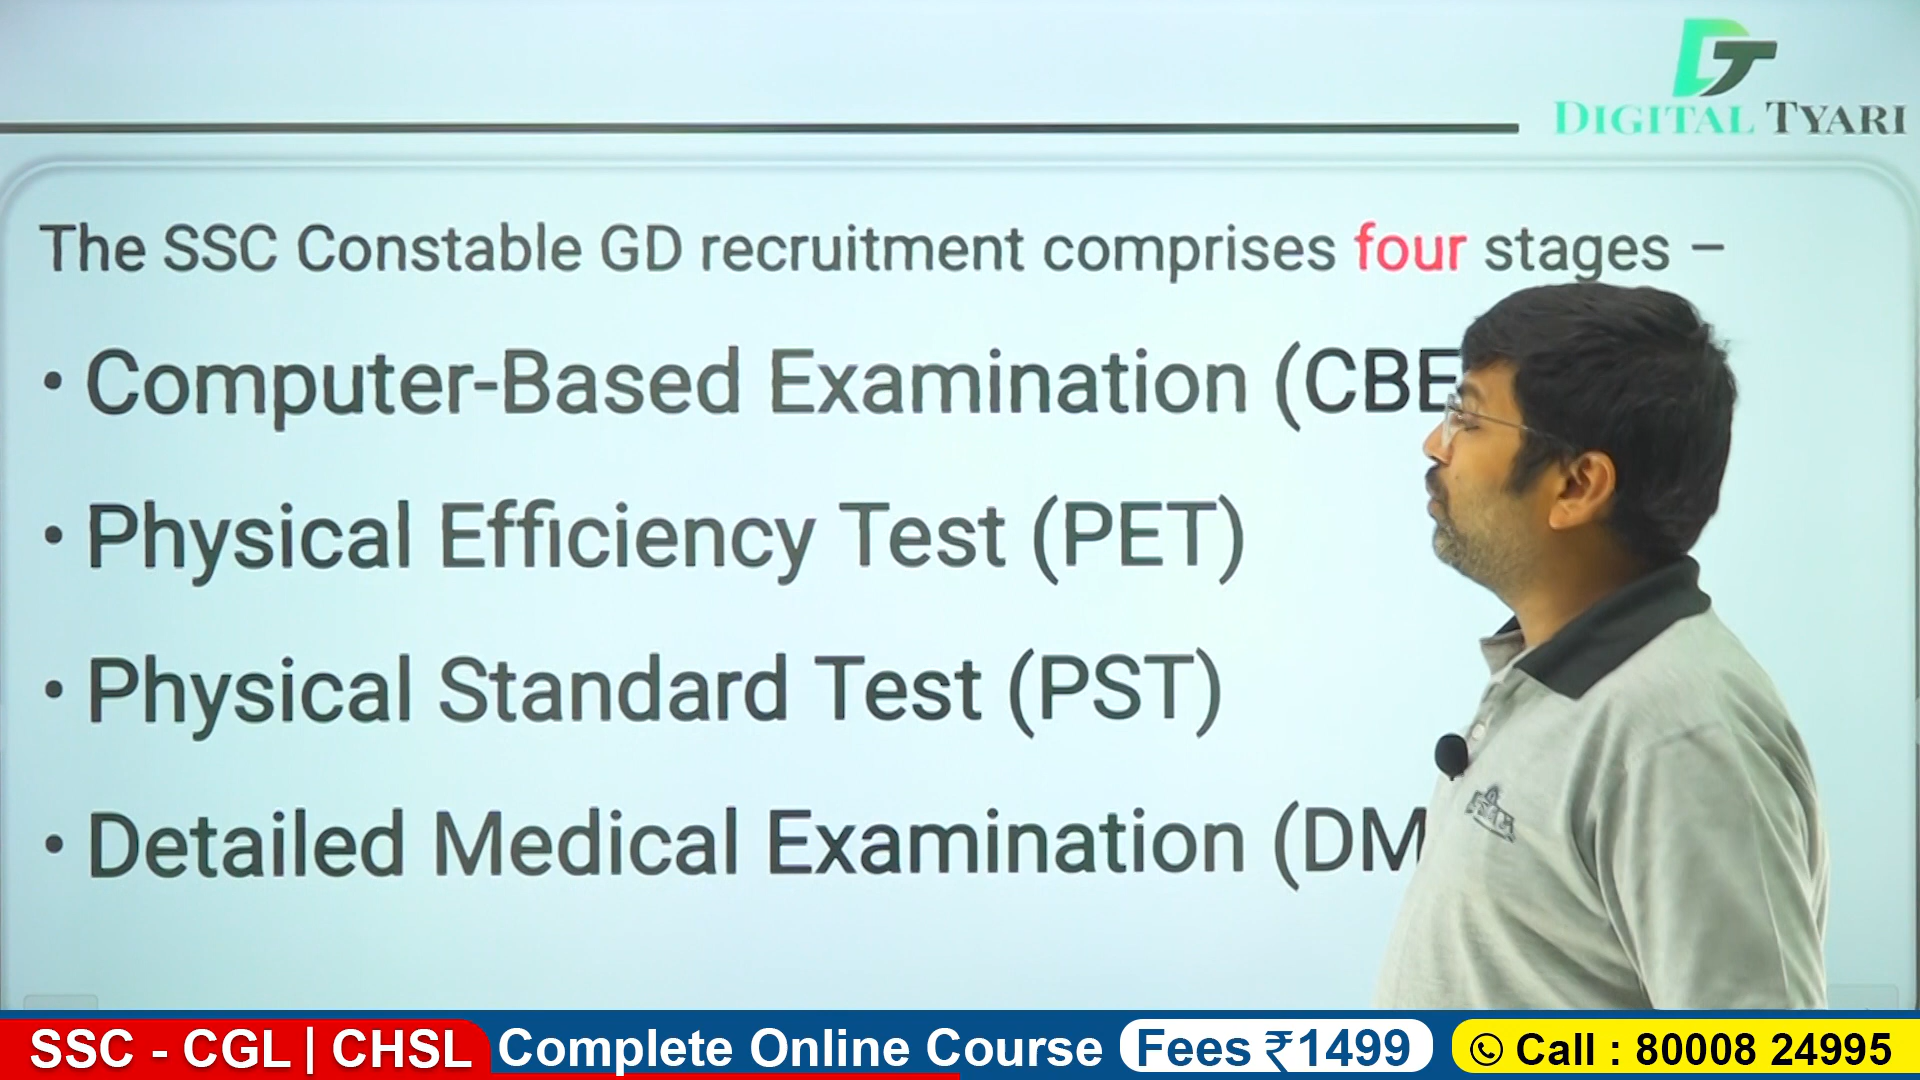 DIGITAL TYARI
The SSC Constable GD recruitment comprises four stages –
• Computer-Based Examination (CBE
• Physical Efficiency Test (PET)
• Physical Standard Test (PST)
• Detailed Medical Examination (DM
SSC - CGL | CHSL Complete Online Course Fees ₹1499 Call : 80008 24995